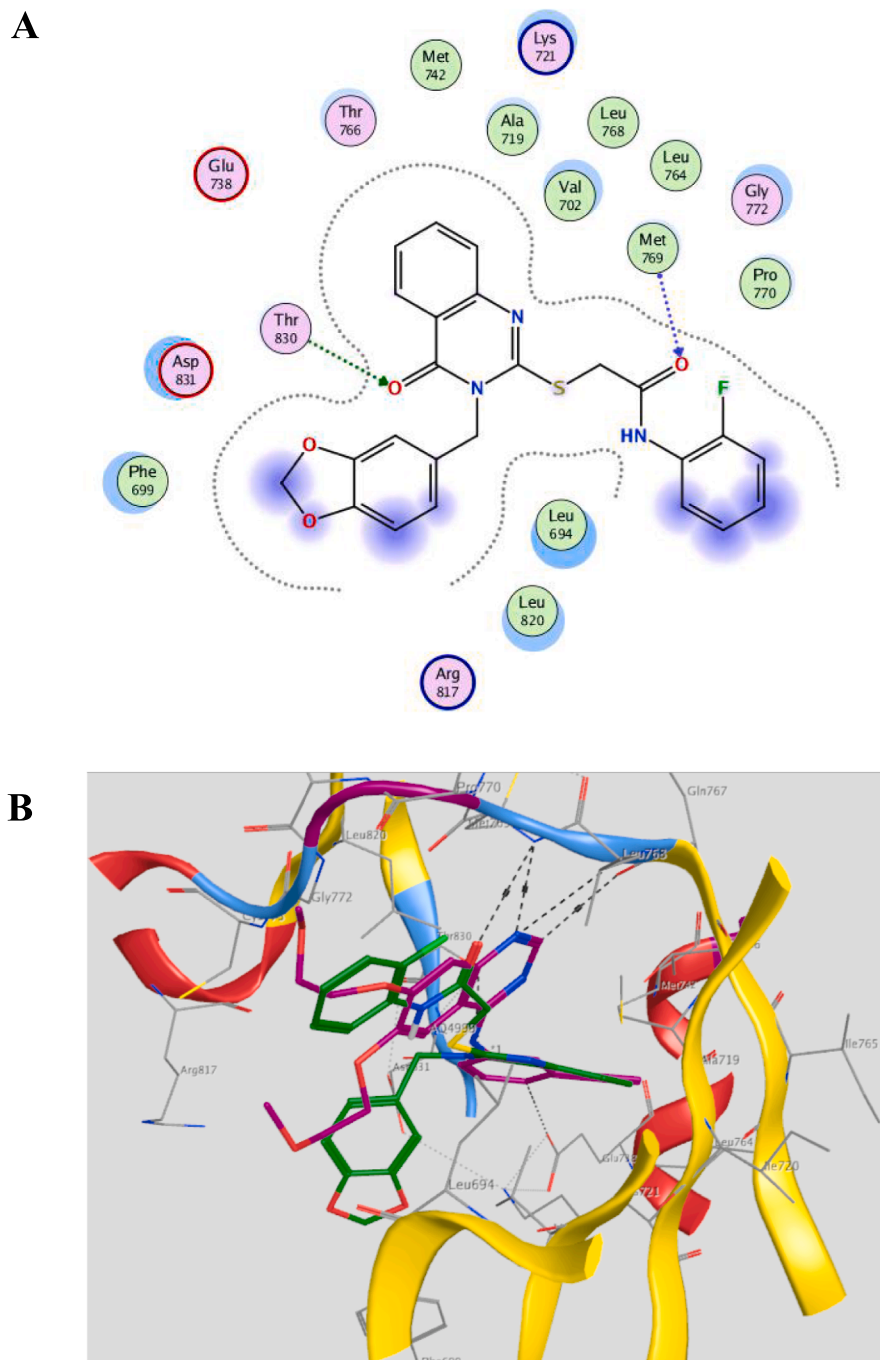 A
Lys
721
Met
742
Thr
766
Ala
719
Leu
768
Leu
764
Glu
738
Val
702
Gly
772
Met
769
Pro
770
Thr
830
N
O
N
S
O
F
HN
Asp
831
O
O
Phe
699
Leu
694
Leu
820
Arg
817
B
Pro770
Gln767
Leu820
Gly772
Met742
Ala719
Ile765
Arg817
Leu764
Ile720
Leu694